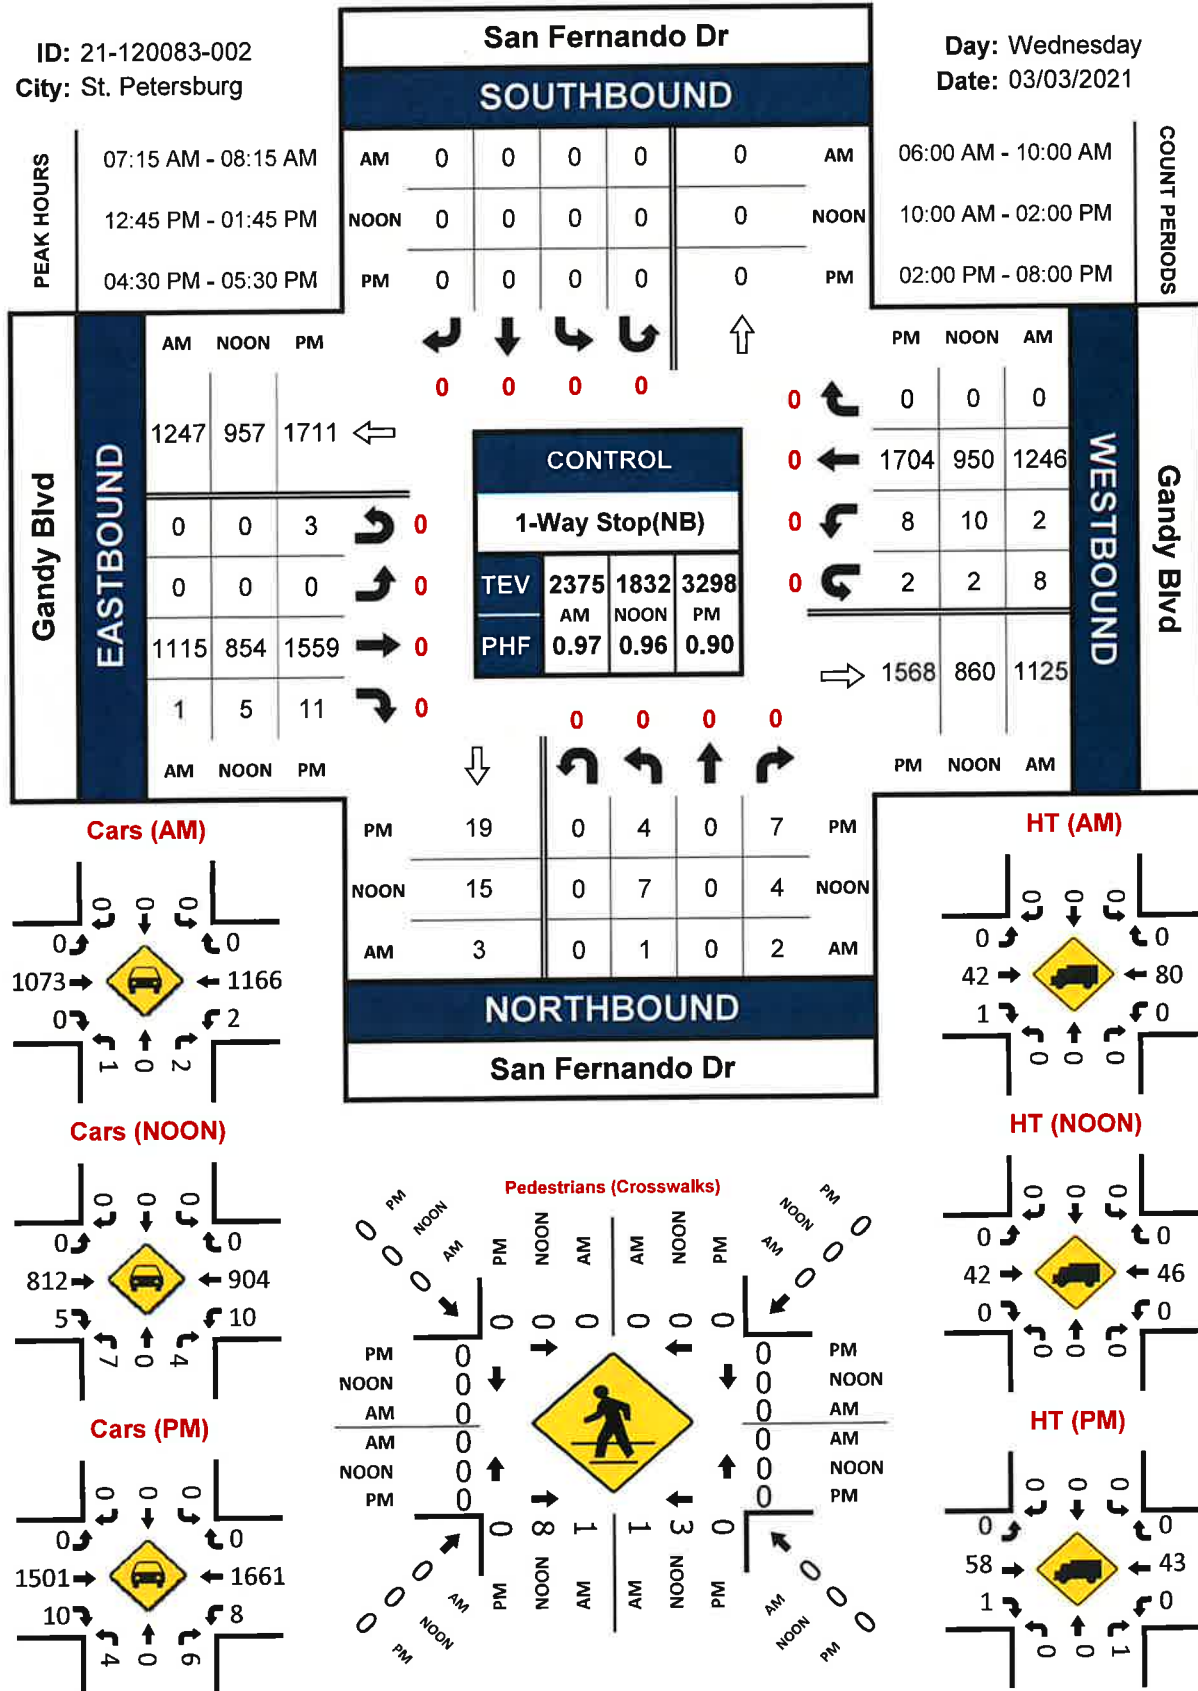 ID: 21-120083-002
City: St. Petersburg
San Fernando Dr
SOUTHBOUND
Day: Wednesday
Date: 03/03/2021
PEAK HOURS
07:15 AM - 08:15 AM
12:45 PM - 01:45 PM
04:30 PM - 05:30 PM
AM 0 0 0 0 0 AM
NOON 0 0 0 0 0 NOON
PM 0 0 0 0 0 PM
06:00 AM - 10:00 AM
10:00 AM - 02:00 PM
02:00 PM - 08:00 PM
COUNT PERIODS
0 0 0 0
Gandy Blvd
EASTBOUND
AM NOON PM
1247 957 1711
0 0 3 0
0 0 0 0
1115 854 1559 0
1 5 11 0
AM NOON PM
CONTROL
1-Way Stop(NB)
TEV 2375 1832 3298
AM NOON PM
PHF 0.97 0.96 0.90
PM NOON AM
0 0 0 0
0 1704 950 1246
0 8 10 2
0 2 2 8
1568 860 1125
PM NOON AM
WESTBOUND
Gandy Blvd
0 0 0 0
PM 19 0 4 0 7 PM
NOON 15 0 7 0 4 NOON
AM 3 0 1 0 2 AM
NORTHBOUND
San Fernando Dr
Cars (AM)
0 0 0
0 0
1073 1166
0 2
1 0 2
HT (AM)
0 0 0
0 0
42 80
1 0
0 0 0
Cars (NOON)
0 0 0
0 0
812 904
5 10
7 0 4
HT (NOON)
0 0 0
0 0
42 46
0 0
0 0 0
Cars (PM)
0 0 0
0 0
1501 1661
10 8
4 0 6
HT (PM)
0 0 0
0 0
58 43
1 0
0 0 1
Pedestrians (Crosswalks)
PM NOON AM
0 0 0
PM NOON AM AM NOON PM
0 0 0 0 0 0
PM NOON AM
0 0 0
PM 0 0 PM
NOON 0 0 NOON
AM 0 0 AM
AM 0 0 AM
NOON 0 0 NOON
PM 0 0 PM
0 8 1 1 3 0
PM NOON AM AM NOON PM
0 0 0
AM NOON PM
0 0 0
AM NOON PM